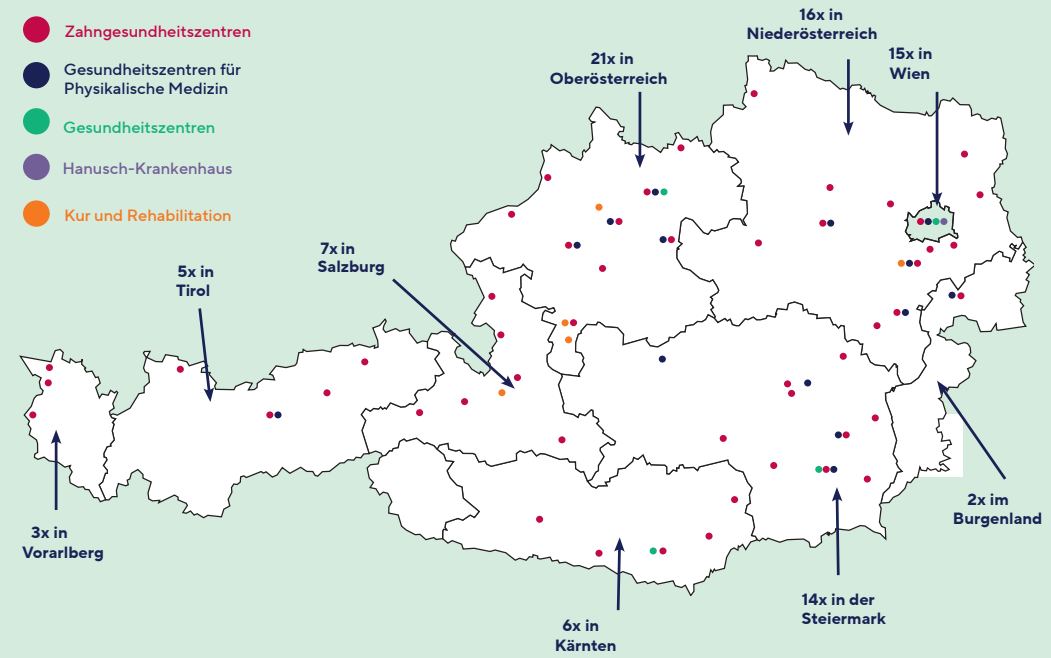 Zahngesundheitszentren
Gesundheitszentren für
Physikalische Medizin
Gesundheitszentren
Hanusch-Krankenhaus
Kur und Rehabilitation
16x in
Niederösterreich
21x in
Oberösterreich
15x in
Wien
7x in
Salzburg
5x in
Tirol
3x in
Vorarlberg
2x im
Burgenland
14x in der
Steiermark
6x in
Kärnten